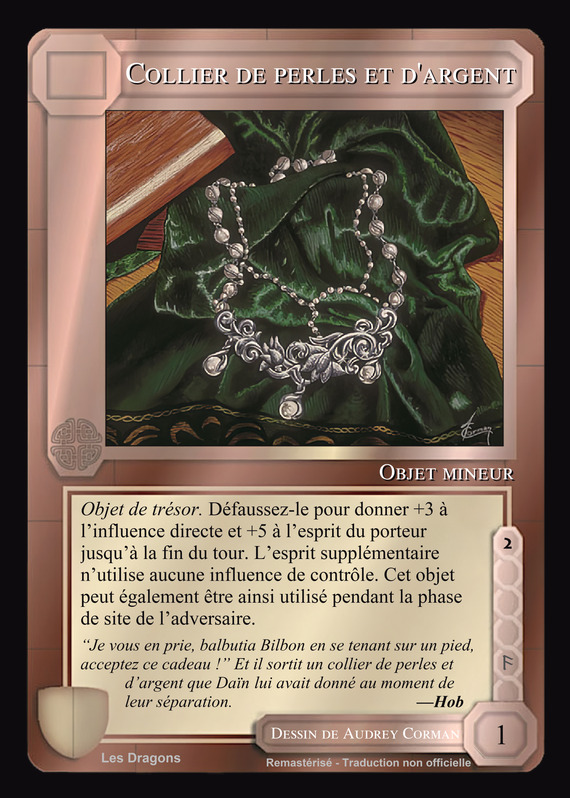 COLLIER DE PERLES ET D'ARGENT
Corman
OBJET MINEUR
Objet de trésor. Défaussez-le pour donner +3 à
l’influence directe et +5 à l’esprit du porteur
jusqu’à la fin du tour. L’esprit supplémentaire
n’utilise aucune influence de contrôle. Cet objet
peut également être ainsi utilisé pendant la phase
de site de l’adversaire.
2
“Je vous en prie, balbutia Bilbon en se tenant sur un pied,
acceptez ce cadeau !” Et il sortit un collier de perles et
d’argent que Daïn lui avait donné au moment de
leur séparation. —Hob
ᚫ
DESSIN DE AUDREY CORMAN
1
Les Dragons
Remastérisé - Traduction non officielle